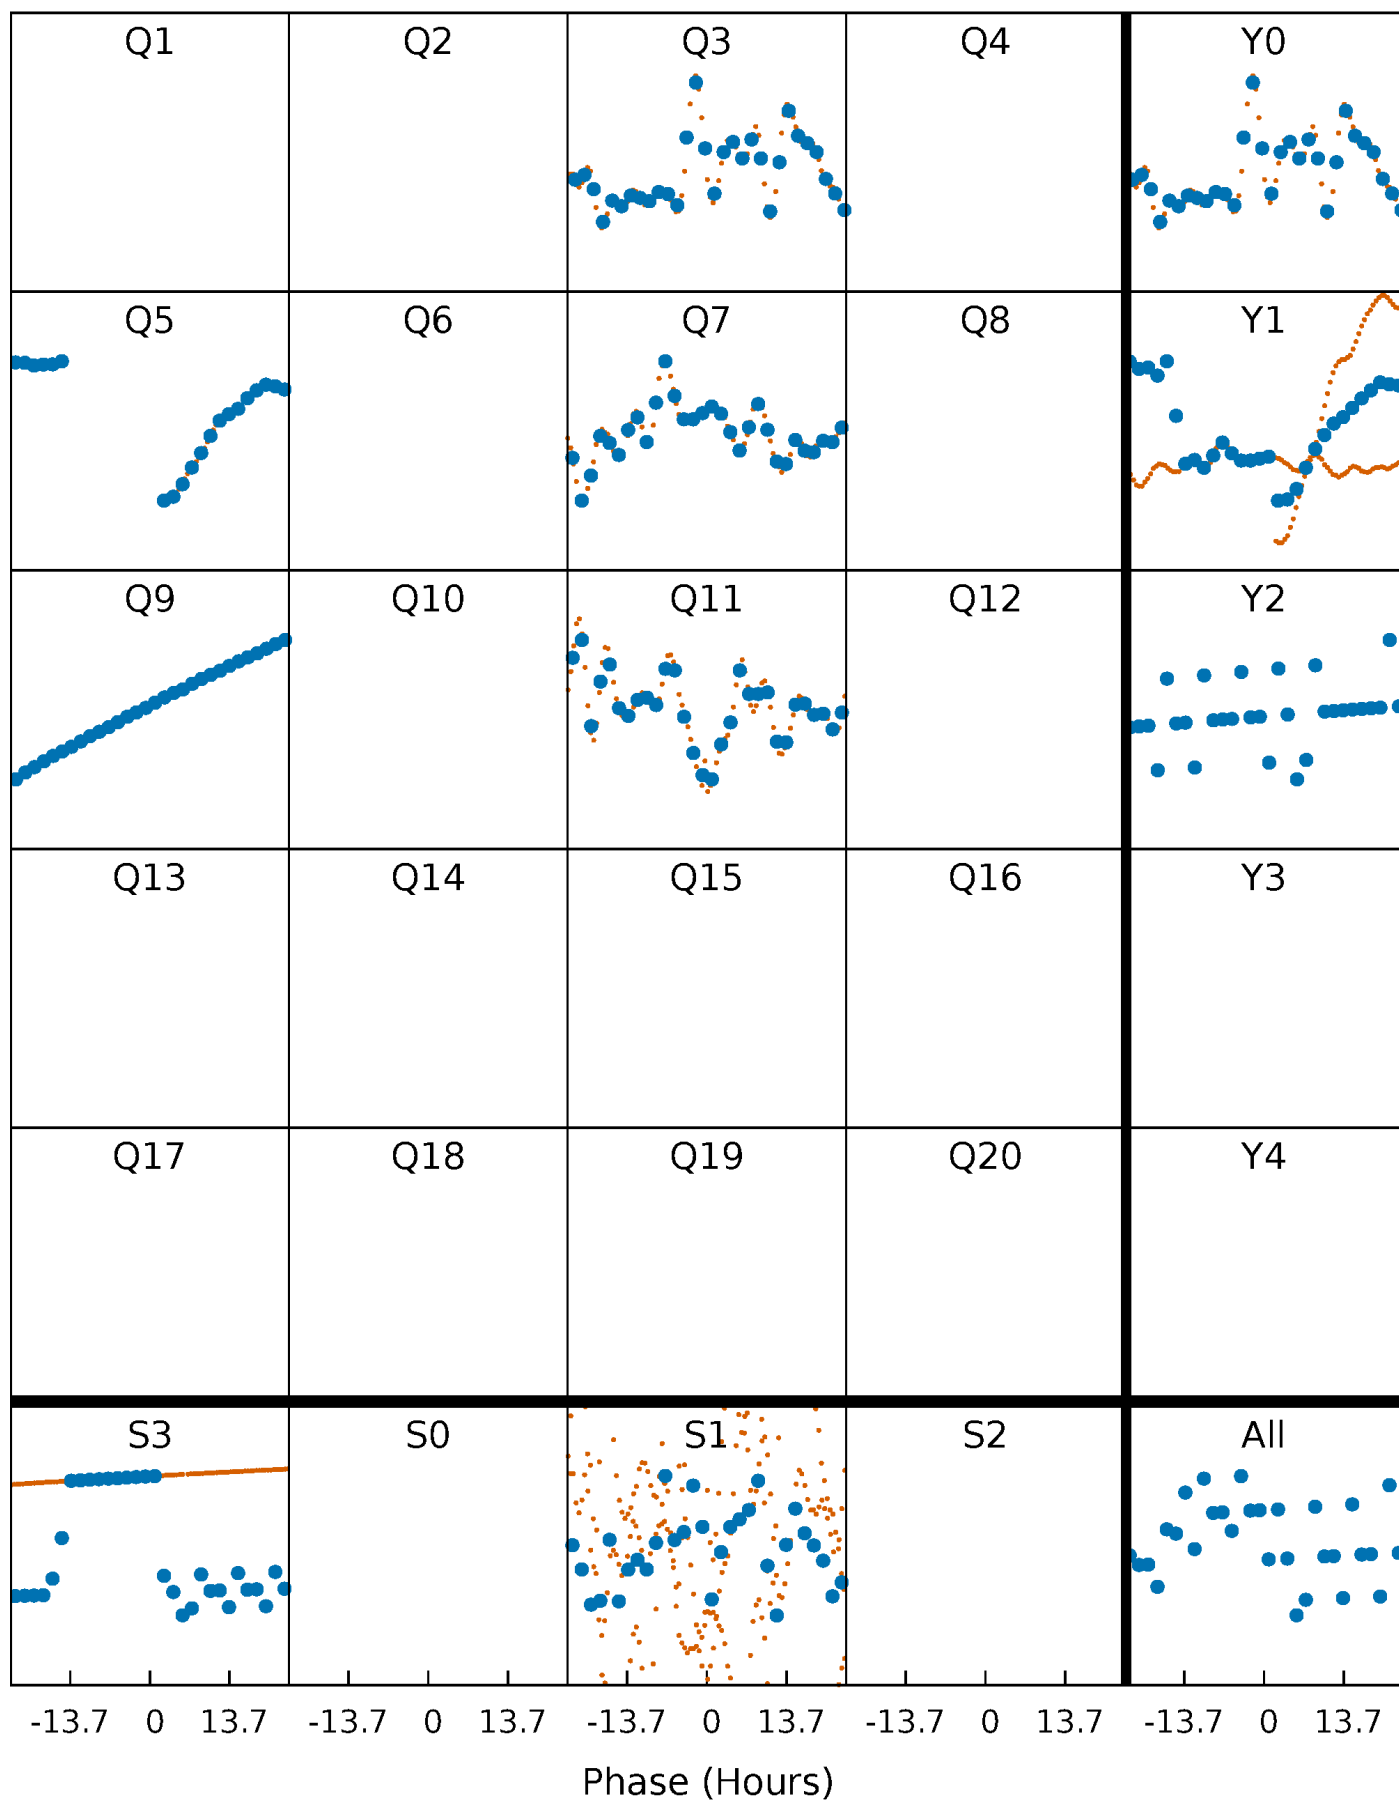 Q1 Q2 Q3 Q4 Y0
Q5 Q6 Q7 Q8 Y1
Q9 Q10 Q11 Q12 Y2
Q13 Q14 Q15 Q16 Y3
Q17 Q18 Q19 Q20 Y4
S3 S0 S1 S2 All
-13.7 0 13.7 -13.7 0 13.7 -13.7 0 13.7 -13.7 0 13.7 -13.7 0 13.7
Phase (Hours)